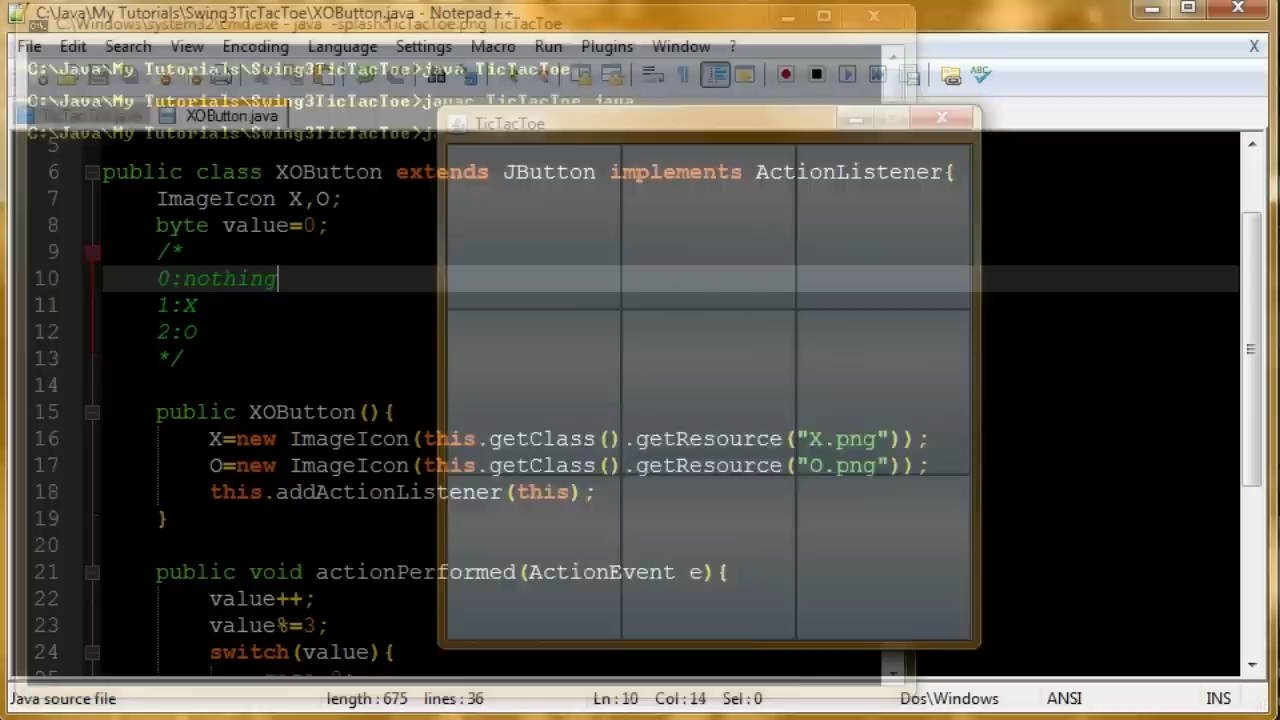 C:\Java\My Tutorials\Swing3TicTacToe\XOButton.java - Notepad++
C:\Windows\system32\cmd.exe - java -splash:TicTacToe.png TicTacToe
File Edit Search View Encoding Language Settings Macro Run Plugins Window ? X
C:\Java\My Tutorials\Swing3TicTacToe>java TicTacToe
C:\Java\My Tutorials\Swing3TicTacToe>javac TicTacToe.java
TicTacToe.java XOButton.java
TicTacToe
C:\Java\My Tutorials\Swing3TicTacToe>
5
6 public class XOButton extends JButton implements ActionListener{
7 ImageIcon X,O;
8 byte value=0;
9 /*
10 0:nothing
11 1:X
12 2:O
13 */
14
15 public XOButton(){
16 X=new ImageIcon(this.getClass().getResource("X.png"));
17 O=new ImageIcon(this.getClass().getResource("O.png"));
18 this.addActionListener(this);
19 }
20
21 public void actionPerformed(ActionEvent e){
22 value++;
23 value%=3;
24 switch(value){
Java source file length : 675 lines : 36 Ln : 10 Col : 14 Sel : 0 Dos\Windows ANSI INS